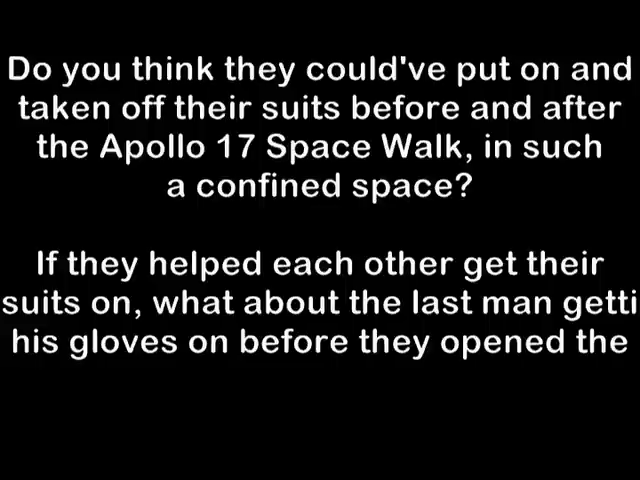 Do you think they could've put on and
taken off their suits before and after
the Apollo 17 Space Walk, in such
a confined space?
If they helped each other get their
suits on, what about the last man getti
his gloves on before they opened the